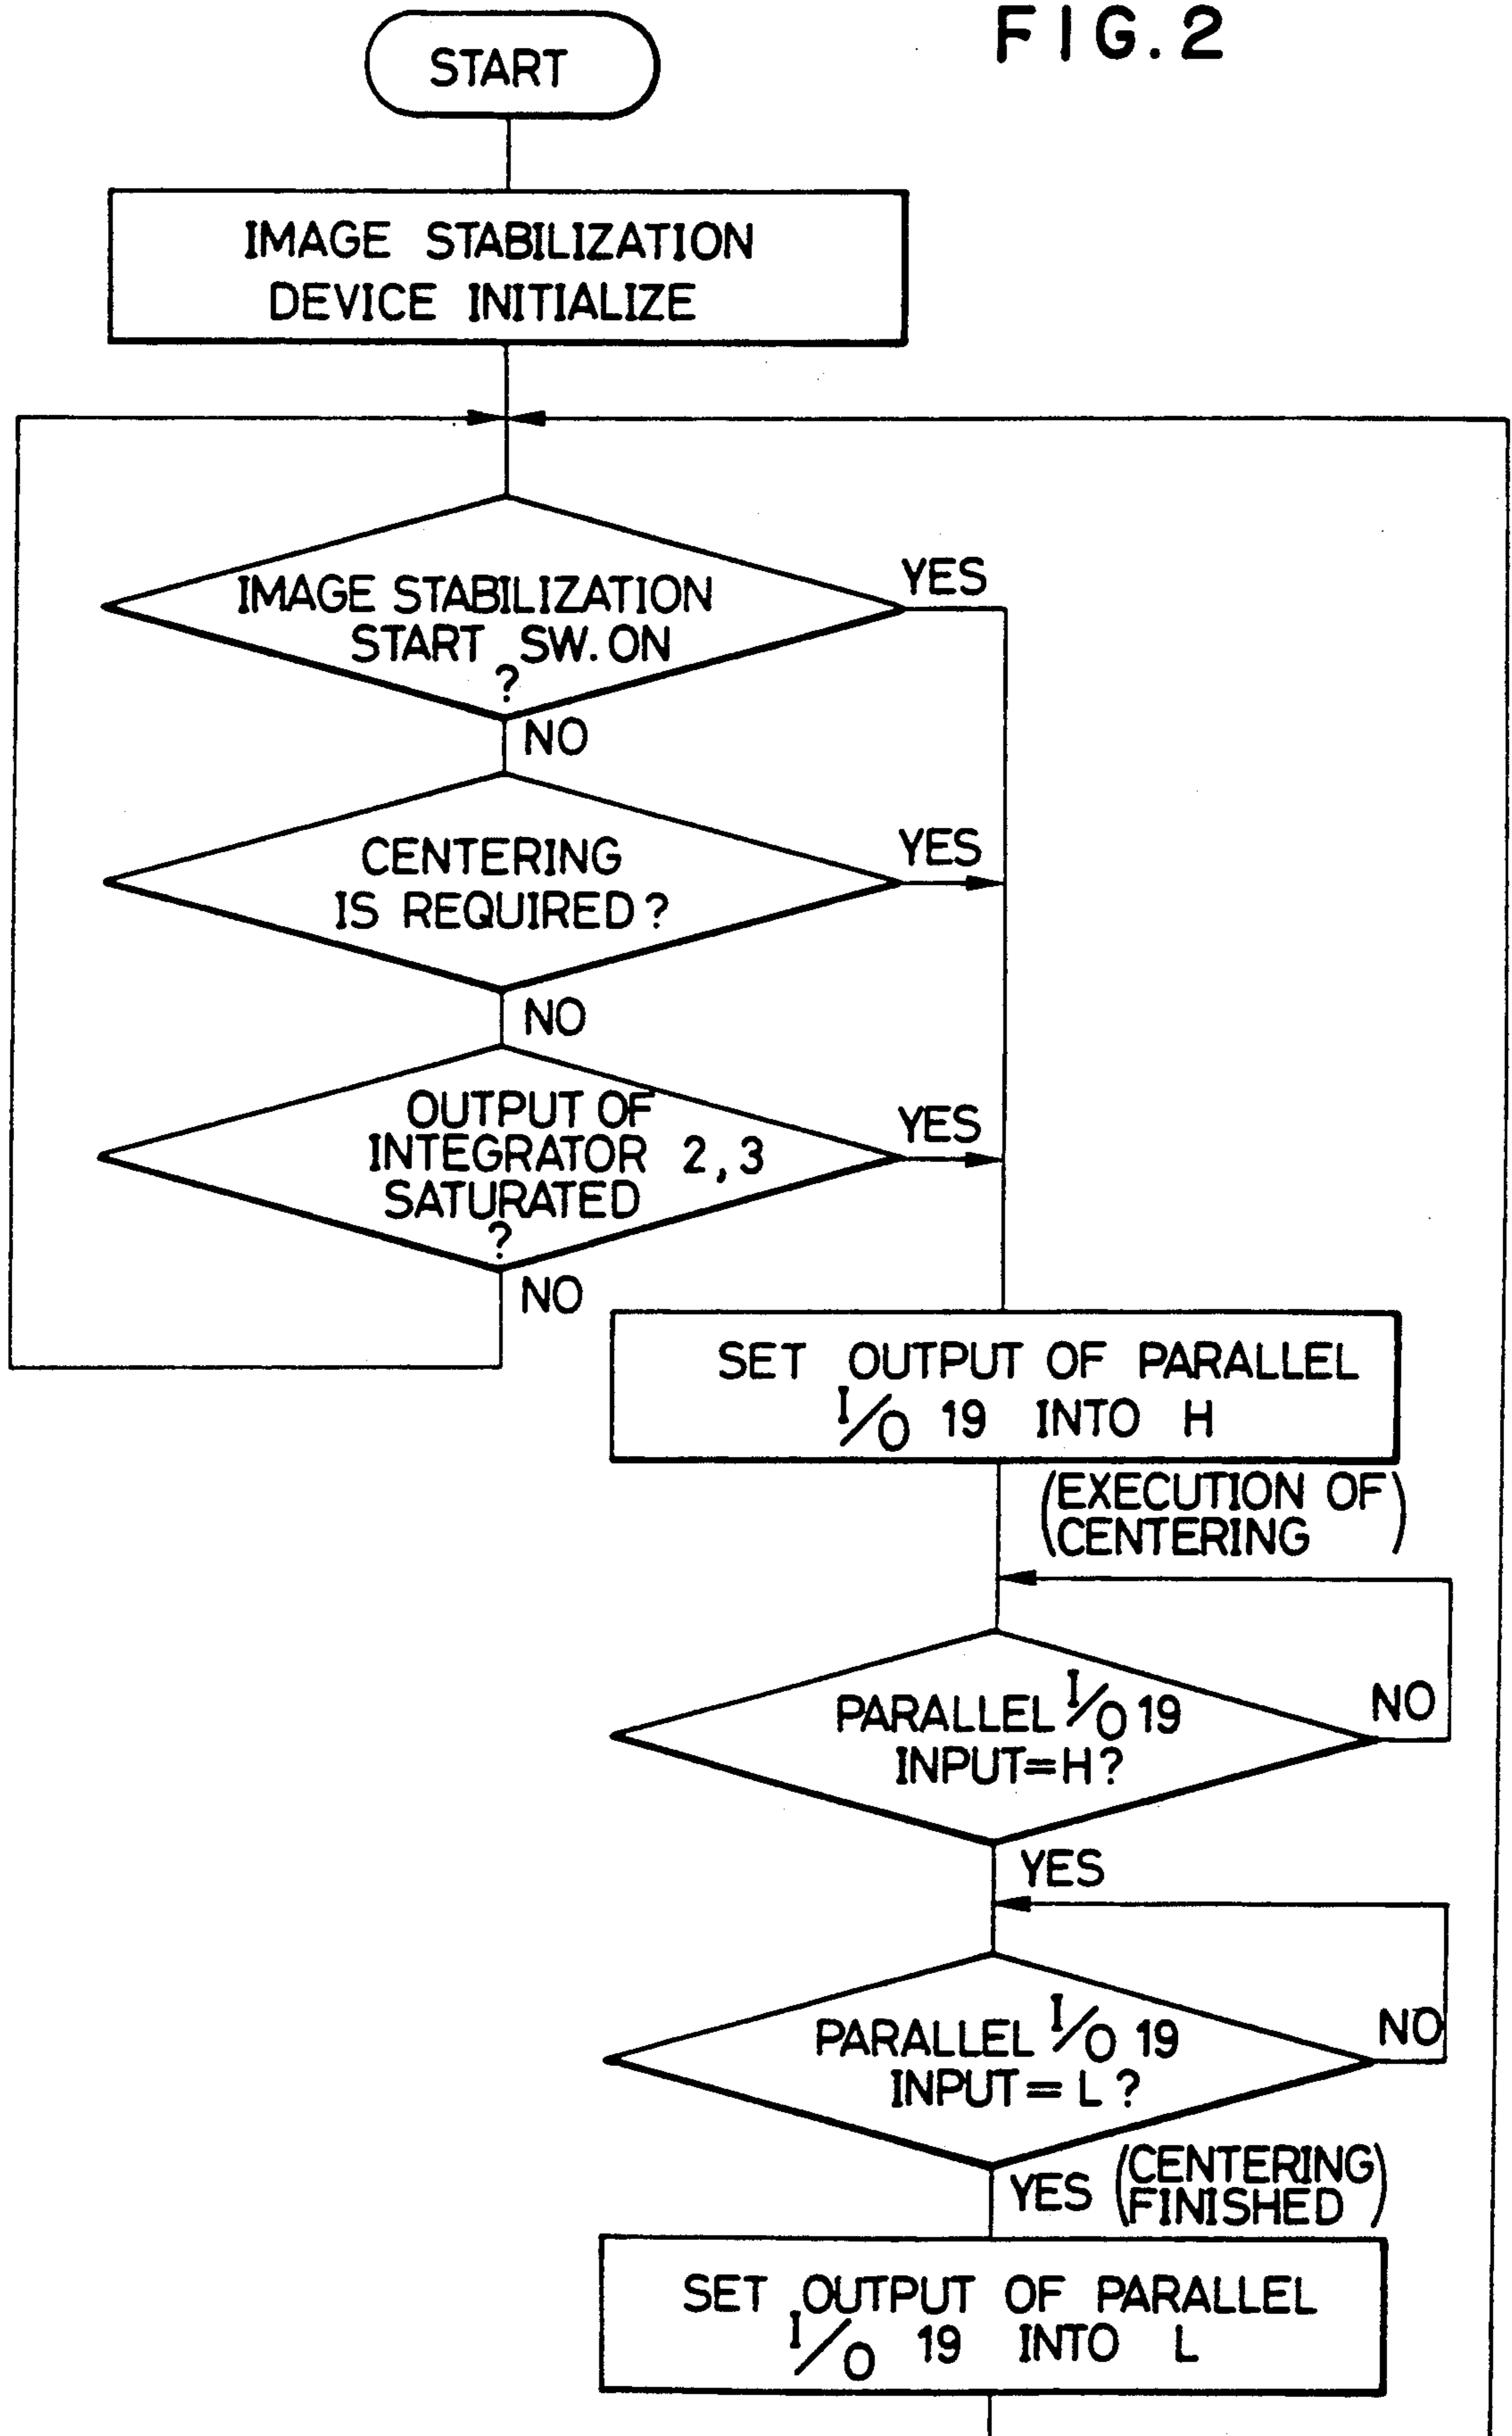 FIG.2
START
IMAGE STABILIZATION
DEVICE INITIALIZE
IMAGE STABILIZATION
START SW.ON
?
YES
NO
CENTERING
IS REQUIRED?
YES
NO
OUTPUT OF
INTEGRATOR 2,3
SATURATED
?
YES
NO
SET OUTPUT OF PARALLEL
I/O 19 INTO H
(EXECUTION OF
CENTERING)
PARALLEL I/O 19
INPUT=H?
NO
YES
PARALLEL I/O 19
INPUT=L?
NO
YES (CENTERING
FINISHED)
SET OUTPUT OF PARALLEL
I/O 19 INTO L